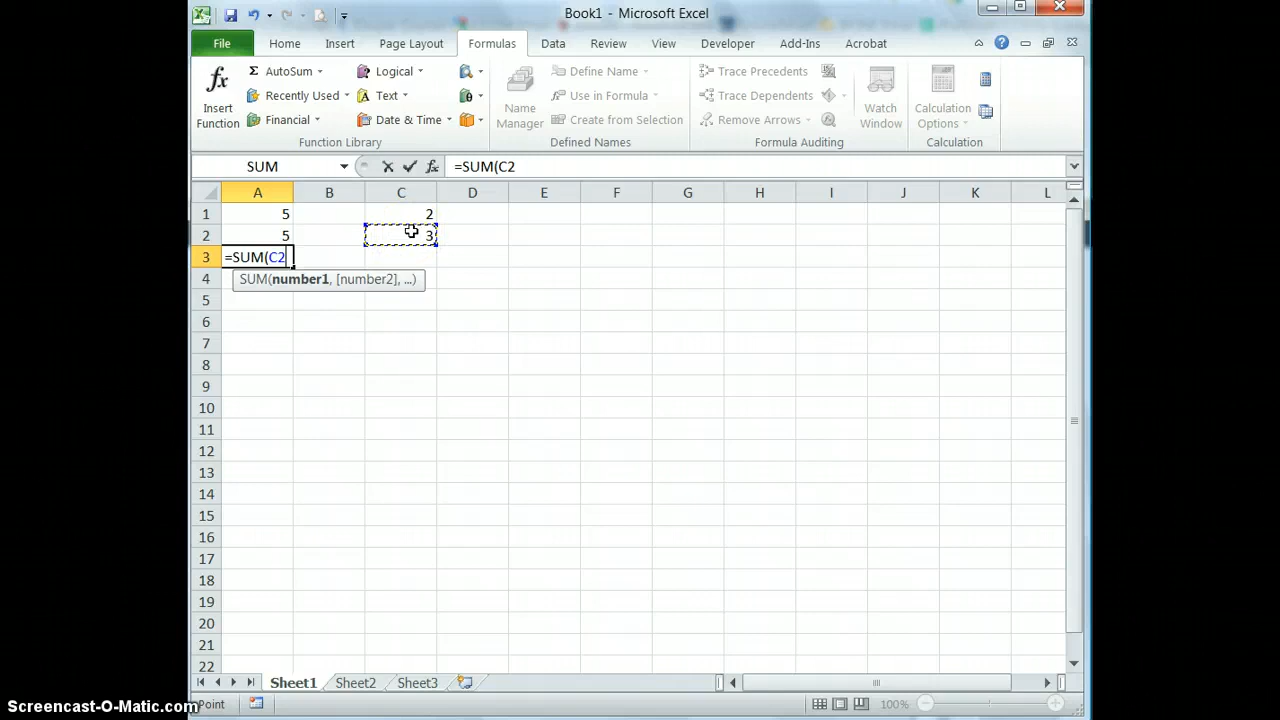 Book1 - Microsoft Excel
File Home Insert Page Layout Formulas Data Review View Developer Add-Ins Acrobat
fx Insert Function
Σ AutoSum
Recently Used
Financial
Logical
Text
Date & Time
Function Library
Name Manager
Define Name
Use in Formula
Create from Selection
Defined Names
Trace Precedents
Trace Dependents
Remove Arrows
Watch Window
Formula Auditing
Calculation Options
Calculation
SUM fx =SUM(C2
A B C D E F G H I J K L
1 5 2
2 5 3
3 =SUM(C2
4 SUM(number1, [number2], ...)
5
6
7
8
9
10
11
12
13
14
15
16
17
18
19
20
21
22
Sheet1 Sheet2 Sheet3
Point 100%
Screencast-O-Matic.com